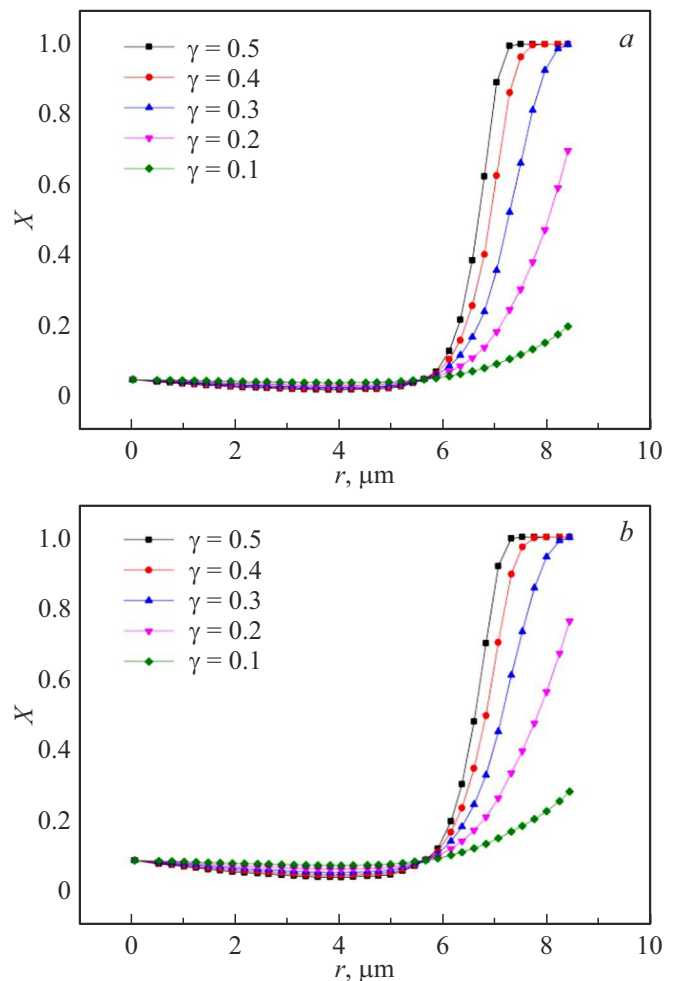 a
1.0
γ = 0.5
γ = 0.4
0.8
γ = 0.3
γ = 0.2
γ = 0.1
0.6
X
0.4
0.2
0
0 2 4 6 8 10
r, μm
b
1.0
γ = 0.5
γ = 0.4
0.8
γ = 0.3
γ = 0.2
γ = 0.1
0.6
X
0.4
0.2
0
0 2 4 6 8 10
r, μm